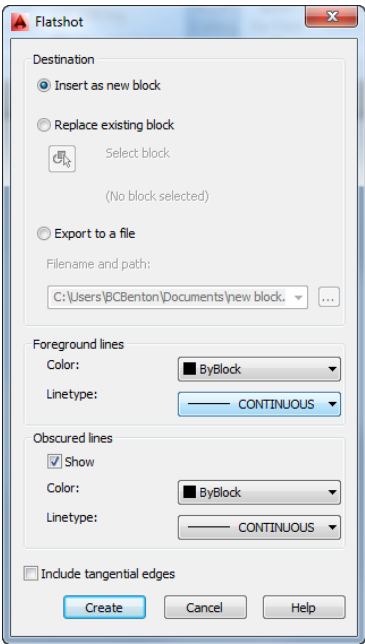 Flatshot
Destination
Insert as new block
Replace existing block
Select block
(No block selected)
Export to a file
Filename and path:
C:\Users\BCBenton\Documents\new block.
...
Foreground lines
Color:
ByBlock
Linetype:
CONTINUOUS
Obscured lines
Show
Color:
ByBlock
Linetype:
CONTINUOUS
Include tangential edges
Create
Cancel
Help